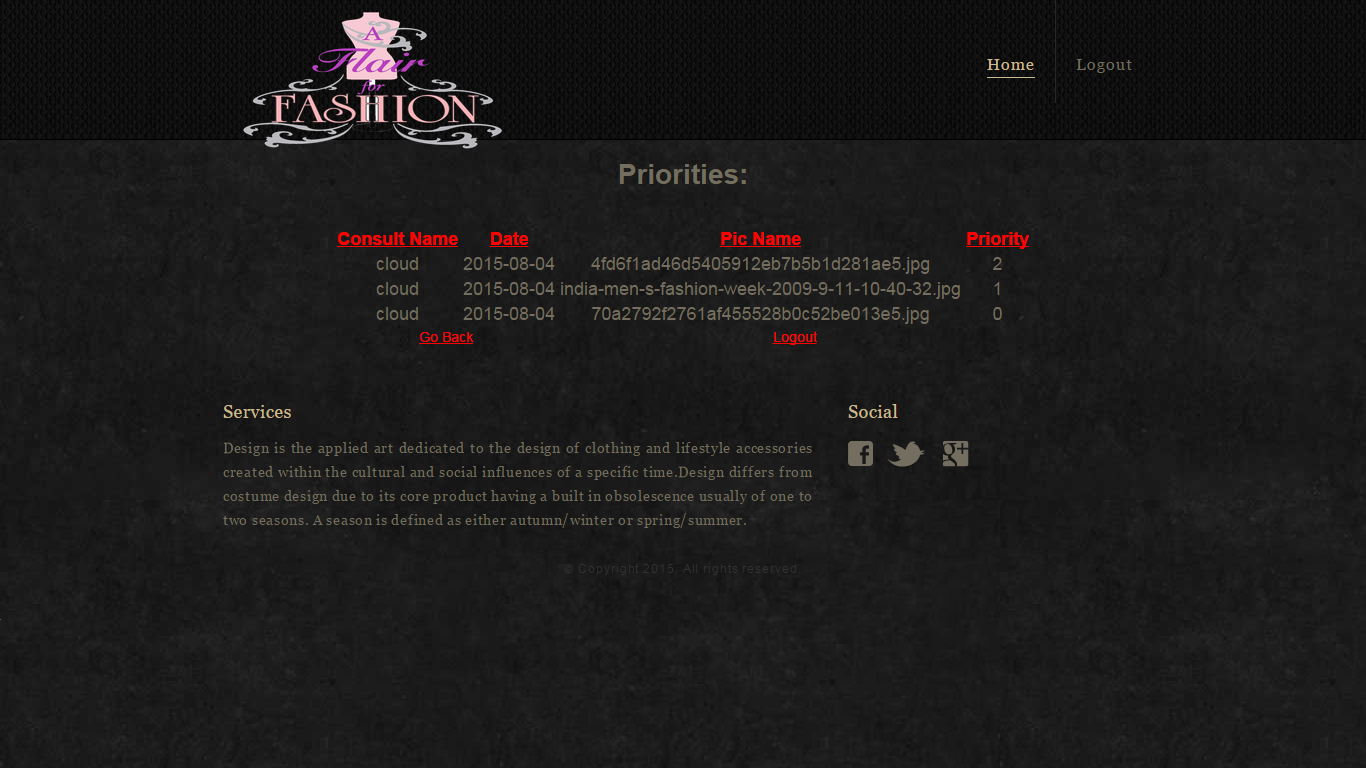 A
Flair
for
FASHION
Home Logout
Priorities:
Consult Name Date Pic Name Priority
cloud 2015-08-04 4fd6f1ad46d5405912eb7b5b1d281ae5.jpg 2
cloud 2015-08-04 india-men-s-fashion-week-2009-9-11-10-40-32.jpg 1
cloud 2015-08-04 70a2792f2761af455528b0c52be013e5.jpg 0
Go Back Logout
Services
Design is the applied art dedicated to the design of clothing and lifestyle accessories
created within the cultural and social influences of a specific time.Design differs from
costume design due to its core product having a built in obsolescence usually of one to
two seasons. A season is defined as either autumn/winter or spring/summer.
Social
© Copyright 2015. All rights reserved.